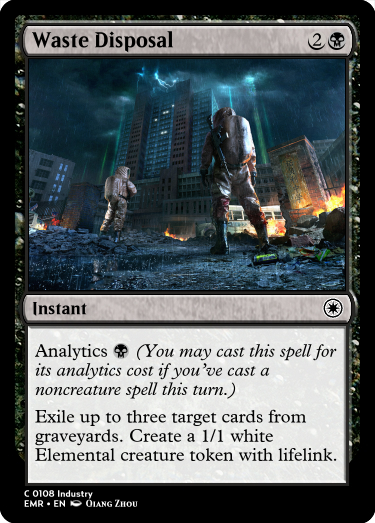 Waste Disposal 2
Instant
Analytics (You may cast this spell for
its analytics cost if you've cast a
noncreature spell this turn.)
Exile up to three target cards from
graveyards. Create a 1/1 white
Elemental creature token with lifelink.
C 0108 Industry
EMR • EN Qiang Zhou